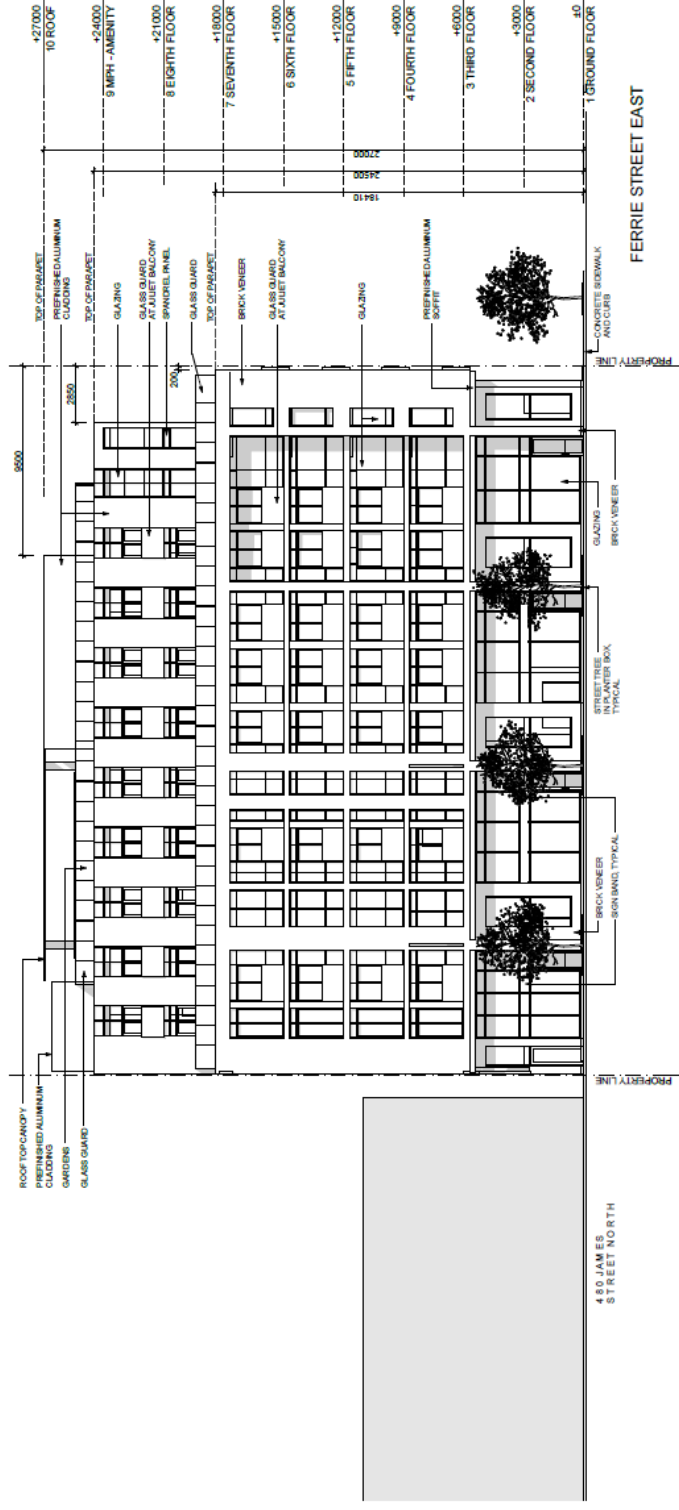 +27000
10 ROOF
+24000
9 MPH - AMENITY
+21000
8 EIGHTH FLOOR
+18000
7 SEVENTH FLOOR
+15000
6 SIXTH FLOOR
+12000
5 FIFTH FLOOR
+9000
4 FOURTH FLOOR
+6000
3 THIRD FLOOR
+3000
2 SECOND FLOOR
±0
1 GROUND FLOOR
27000
24500
18410
FERRIE STREET EAST
TOP OF PARAPET
PREFINISHED ALUMINUM
CLADDING
TOP OF PARAPET
GLAZING
GLASS GUARD
AT JULIET BALCONY
SPANDREL PANEL
GLASS GUARD
TOP OF PARAPET
BRICK VENEER
GLASS GUARD
AT JULIET BALCONY
GLAZING
PREFINISHED ALUMINUM
SOFFIT
CONCRETE SIDEWALK
AND CURB
PROPERTY LINE
9500
2850
200
GLAZING
BRICK VENEER
STREET TREE
IN PLANTER BOX,
TYPICAL
BRICK VENEER
SIGN BAND, TYPICAL
ROOFTOP CANOPY
PREFINISHED ALUMINUM
CLADDING
GARDENS
GLASS GUARD
PROPERTY LINE
480 JAMES
STREET NORTH